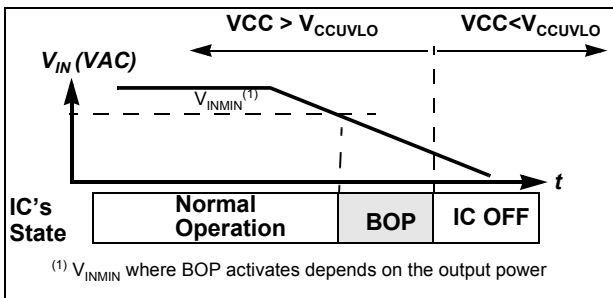 VCC > VCCUVLO
VCC<VCCUVLO
VIN (VAC)
VINMIN(1)
t
IC's State
Normal Operation
BOP
IC OFF
(1) VINMIN where BOP activates depends on the output power